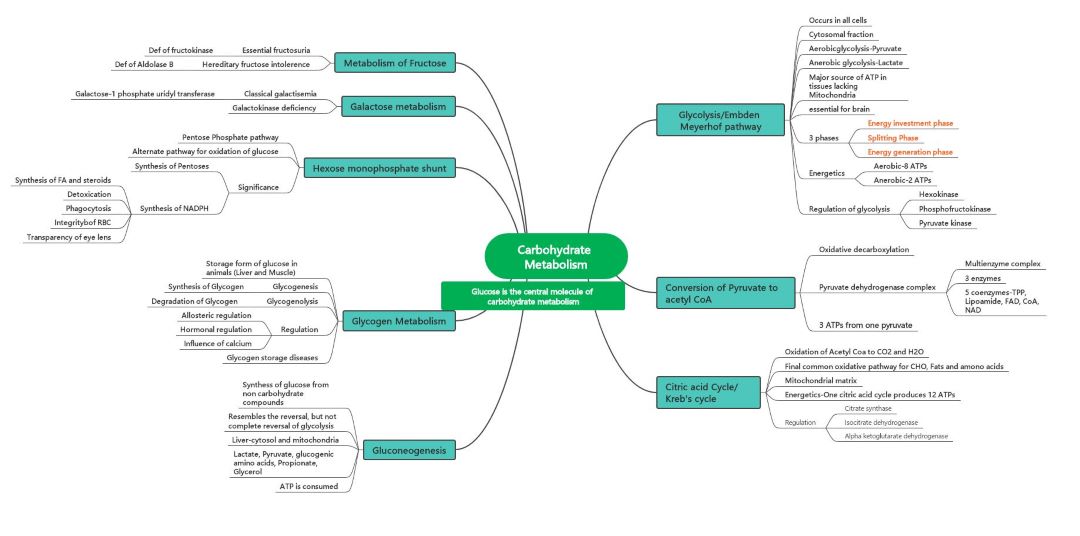 Carbohydrate
Metabolism
Glucose is the central molecule of
carbohydrate metabolism
Metabolism of Fructose
Essential fructosuria
Def of fructokinase
Hereditary fructose intolerence
Def of Aldolase B
Galactose metabolism
Classical galactisemia
Galactose-1 phosphate uridyl transferase
Galactokinase deficiency
Hexose monophosphate shunt
Pentose Phosphate pathway
Alternate pathway for oxidation of glucose
Significance
Synthesis of Pentoses
Synthesis of NADPH
Synthesis of FA and steroids
Detoxication
Phagocytosis
Integritybof RBC
Transparency of eye lens
Glycogen Metabolism
Storage form of glucose in
animals (Liver and Muscle)
Glycogenesis
Synthesis of Glycogen
Glycogenolysis
Degradation of Glycogen
Regulation
Allosteric regulation
Hormonal regulation
Influence of calcium
Glycogen storage diseases
Gluconeogenesis
Synthess of glucose from
non carbohydrate
compounds
Resembles the reversal, but not
complete reversal of glycolysis
Liver-cytosol and mitochondria
Lactate, Pyruvate, glucogenic
amino acids, Propionate,
Glycerol
ATP is consumed
Glycolysis/Embden
Meyerhof pathway
Occurs in all cells
Cytosomal fraction
Aerobicglycolysis-Pyruvate
Anerobic glycolysis-Lactate
Major source of ATP in
tissues lacking
Mitochondria
essential for brain
3 phases
Energy investment phase
Splitting Phase
Energy generation phase
Energetics
Aerobic-8 ATPs
Anerobic-2 ATPs
Regulation of glycolysis
Hexokinase
Phosphofructokinase
Pyruvate kinase
Conversion of Pyruvate to
acetyl CoA
Oxidative decarboxylation
Pyruvate dehydrogenase complex
Multienzyme complex
3 enzymes
5 coenzymes-TPP,
Lipoamide, FAD, CoA,
NAD
3 ATPs from one pyruvate
Citric acid Cycle/
Kreb's cycle
Oxidation of Acetyl Coa to CO2 and H2O
Final common oxidative pathway for CHO, Fats and amono acids
Mitochondrial matrix
Energetics-One citric acid cycle produces 12 ATPs
Regulation
Citrate synthase
Isocitrate dehydrogenase
Alpha ketoglutarate dehydrogenase